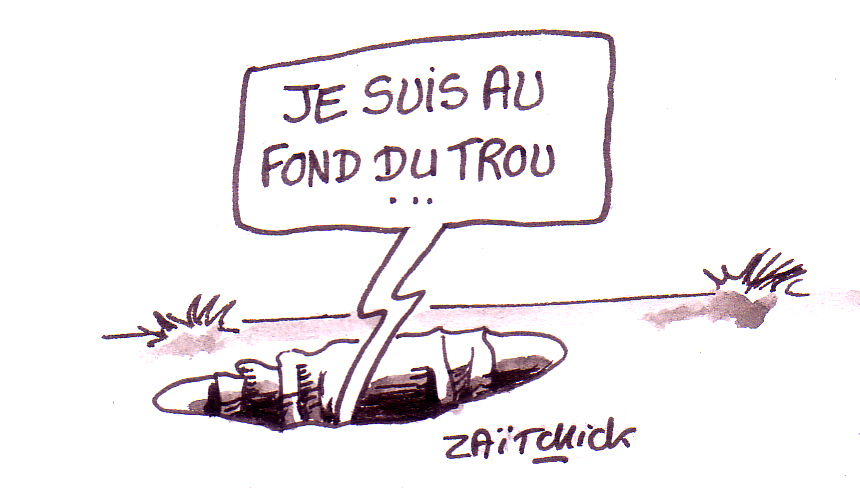 JE SUiS AU
FOND DU TROU
...
ZAÏTCHICK